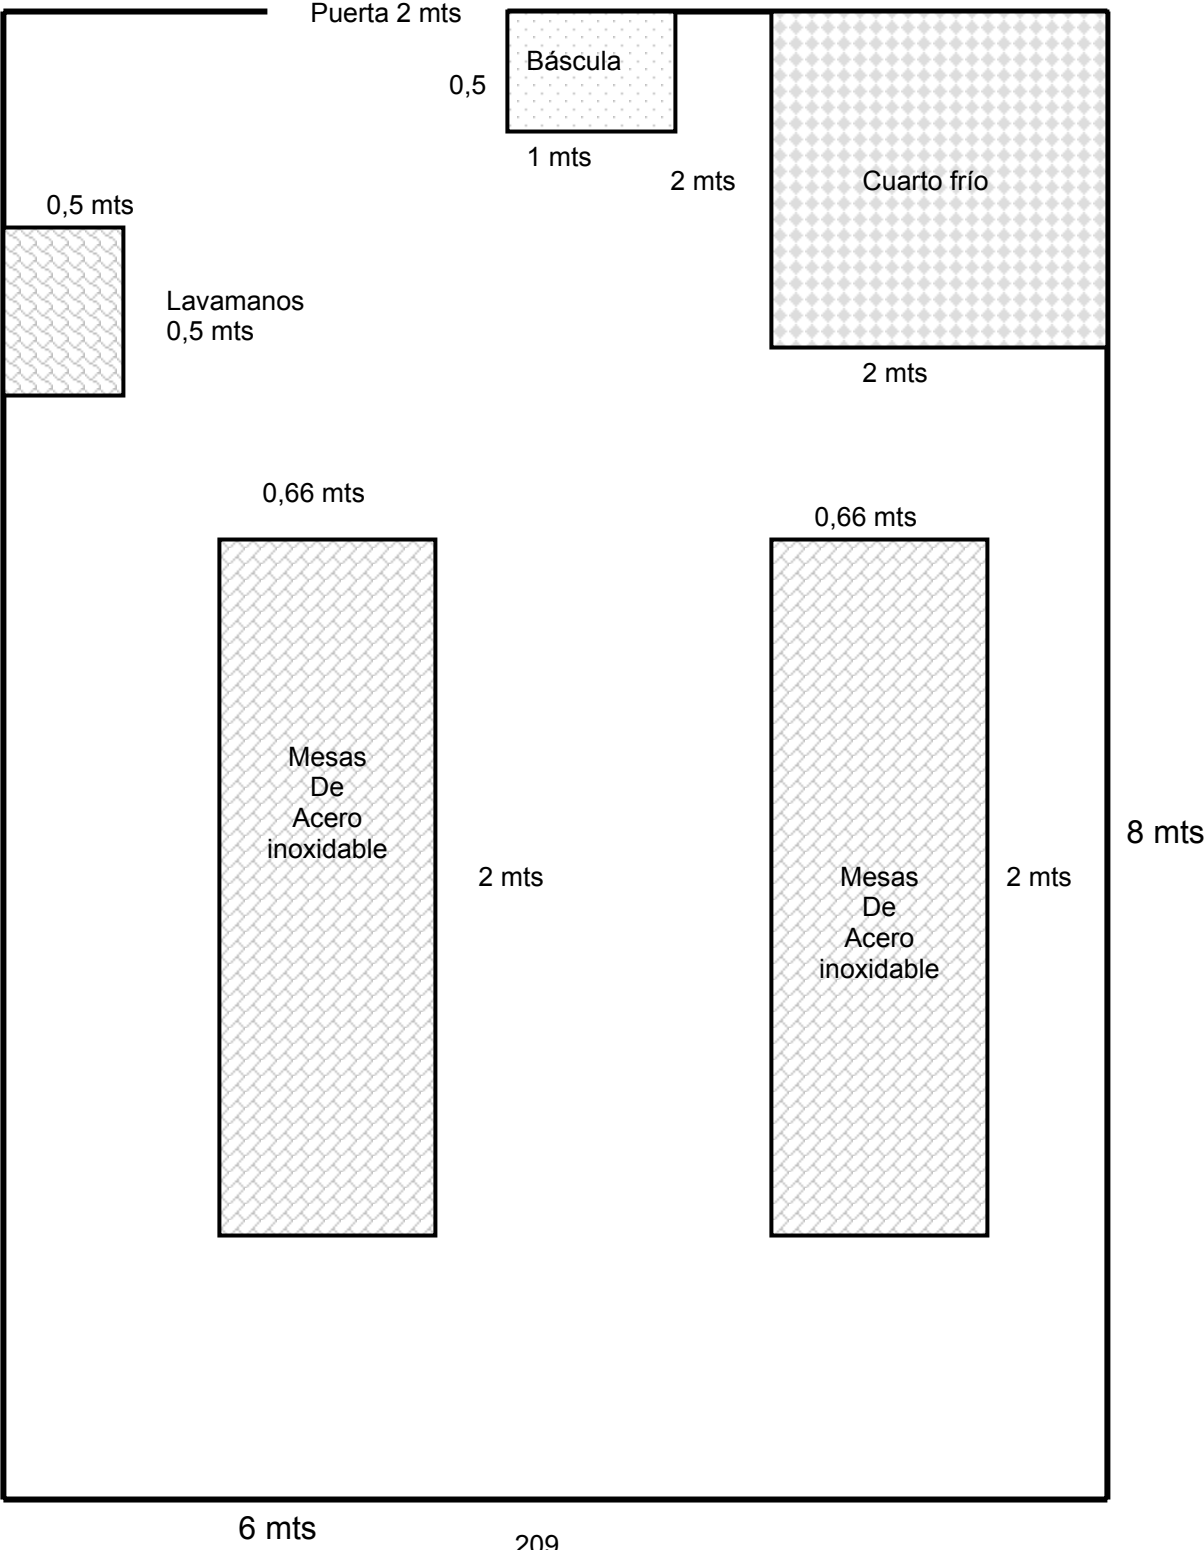 Puerta 2 mts
Báscula
0,5
1 mts
2 mts
Cuarto frío
0,5 mts
Lavamanos
0,5 mts
2 mts
0,66 mts
0,66 mts
Mesas
De
Acero
inoxidable
2 mts
Mesas
De
Acero
inoxidable
2 mts
8 mts
6 mts
209